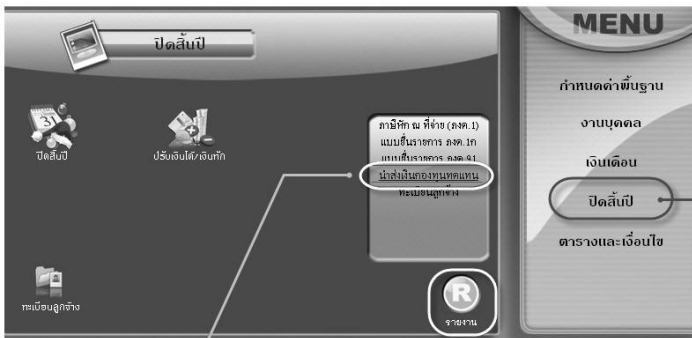 ปิดสิ้นปี
MENU
กำหนดค่าพื้นฐาน
งานบุคคล
เงินเดือน
ปิดสิ้นปี
ตารางและเงื่อนไข
ปิดสิ้นปี
ปรับเงินได้/เงินหัก
ภาษีหัก ณ ที่จ่าย (ภงด.1)
แบบยื่นรายการ ภงด.1ก
แบบยื่นรายการ ภงด.91
นำส่งเงินกองทุนทดแทน
ทะเบียนลูกจ้าง
ทะเบียนลูกจ้าง
31
R
รายงาน